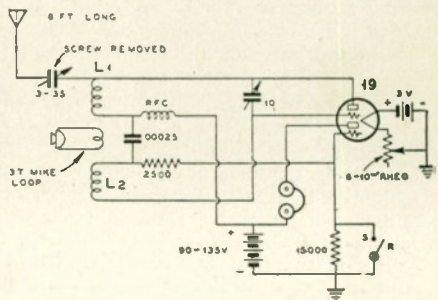 8 FT LONG
SCREW REMOVED
L1
3-35
RFC
10
19
+ 3V -
.00025
3T MIKE
LOOP
2500
L2
6-10ʷ RHEO
+
90-135V
-
15000
S
R